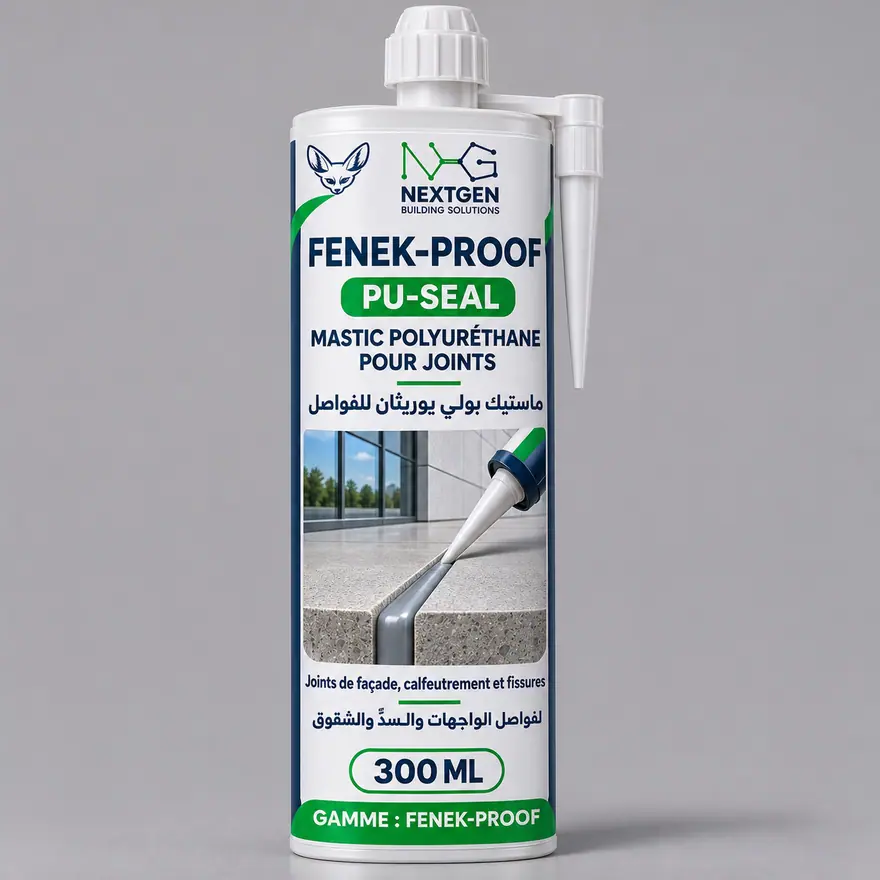 NEXTGEN
BUILDING SOLUTIONS
FENEK-PROOF
PU-SEAL
MASTIC POLYURÉTHANE
POUR JOINTS
ماستيك بولي يوريثان للفواصل
Joints de façade, calfeutrement et fissures
لفواصل الواجهات والسدّ والشقوق
300 ML
GAMME : FENEK-PROOF